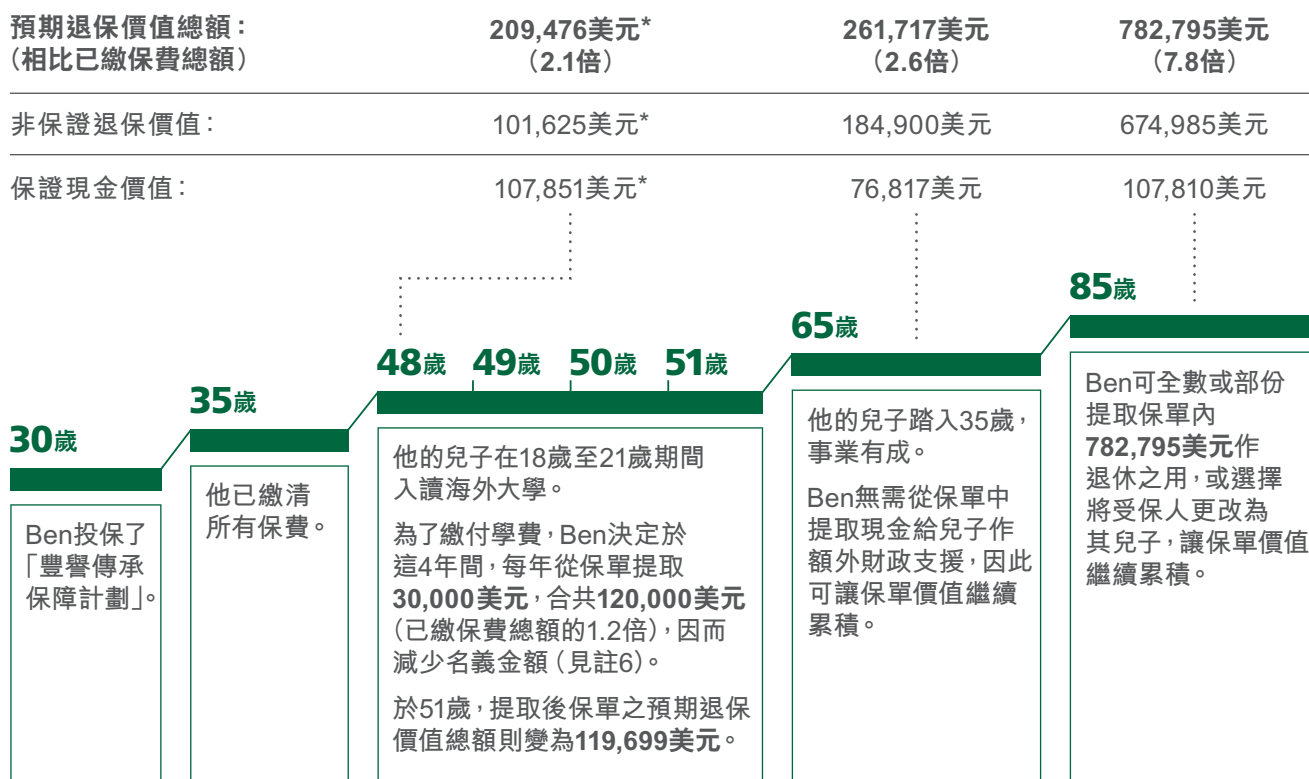 預期退保價值總額：
（相比已繳保費總額）
209,476美元*
（2.1倍）
261,717美元
（2.6倍）
782,795美元
（7.8倍）
非保證退保價值：
101,625美元*
184,900美元
674,985美元
保證現金價值：
107,851美元*
76,817美元
107,810美元
30歲
Ben投保了
「豐譽傳承
保障計劃」。
35歲
他已繳清
所有保費。
48歲
49歲
50歲
51歲
他的兒子在18歲至21歲期間
入讀海外大學。
為了繳付學費，Ben決定於
這4年間，每年從保單提取
30,000美元，合共120,000美元
（已繳保費總額的1.2倍），因而
減少名義金額（見註6）。
於51歲，提取後保單之預期退保
價值總額則變為119,699美元。
65歲
他的兒子踏入35歲，
事業有成。
Ben無需從保單中
提取現金給兒子作
額外財政支援，因此
可讓保單價值繼續
累積。
85歲
Ben可全數或部份
提取保單內
782,795美元作
退休之用，或選擇
將受保人更改為
其兒子，讓保單價值
繼續累積。